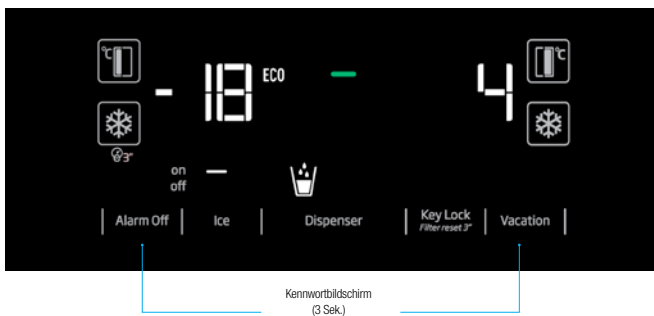 °C
-18 ECO
4
°C
3"
on
off
Alarm Off
Ice
Dispenser
Key Lock
Filter reset 3"
Vacation
Kennwortbildschirm
(3 Sek.)